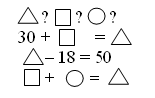 △? □? ○?
30 + □ = △
△ – 18 = 50
□ + ○ = △